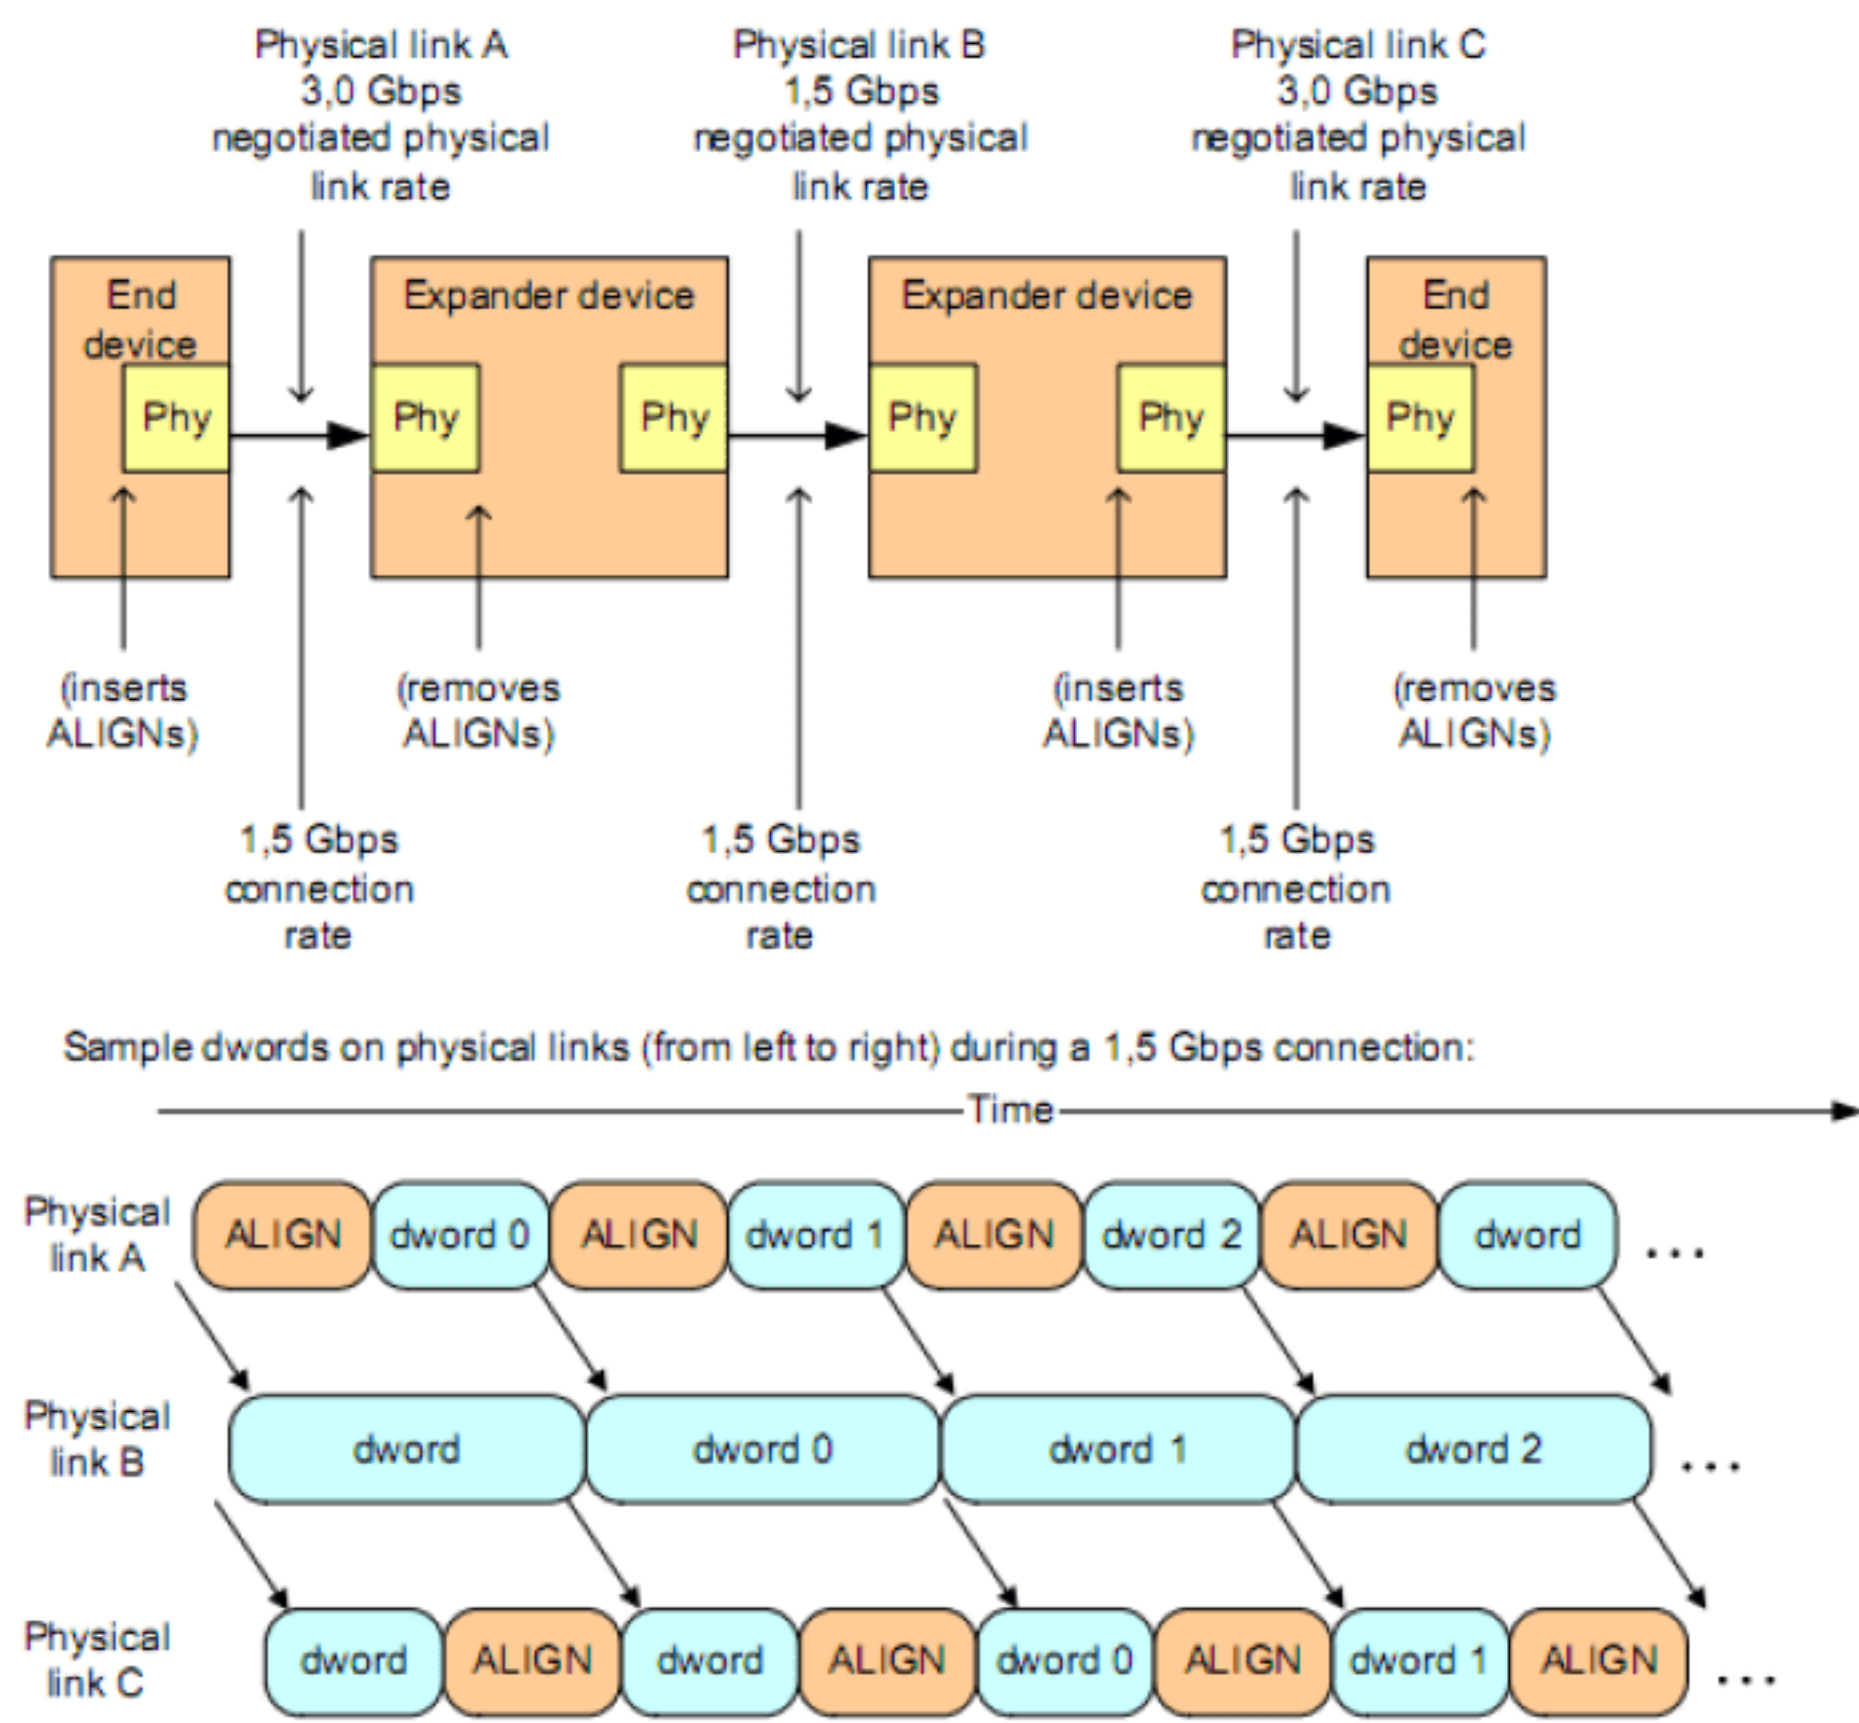 Physical link A
3,0 Gbps
negotiated physical
link rate
Physical link B
1,5 Gbps
negotiated physical
link rate
Physical link C
3,0 Gbps
negotiated physical
link rate
End
device
Phy
Expander device
Phy
Phy
Expander device
Phy
Phy
End
device
Phy
(inserts
ALIGNs)
(removes
ALIGNs)
(inserts
ALIGNs)
(removes
ALIGNs)
1,5 Gbps
connection
rate
1,5 Gbps
connection
rate
1,5 Gbps
connection
rate
Sample dwords on physical links (from left to right) during a 1,5 Gbps connection:
Time
Physical
link A
ALIGN dword 0 ALIGN dword 1 ALIGN dword 2 ALIGN dword ...
Physical
link B
dword dword 0 dword 1 dword 2 ...
Physical
link C
dword ALIGN dword ALIGN dword 0 ALIGN dword 1 ALIGN ...